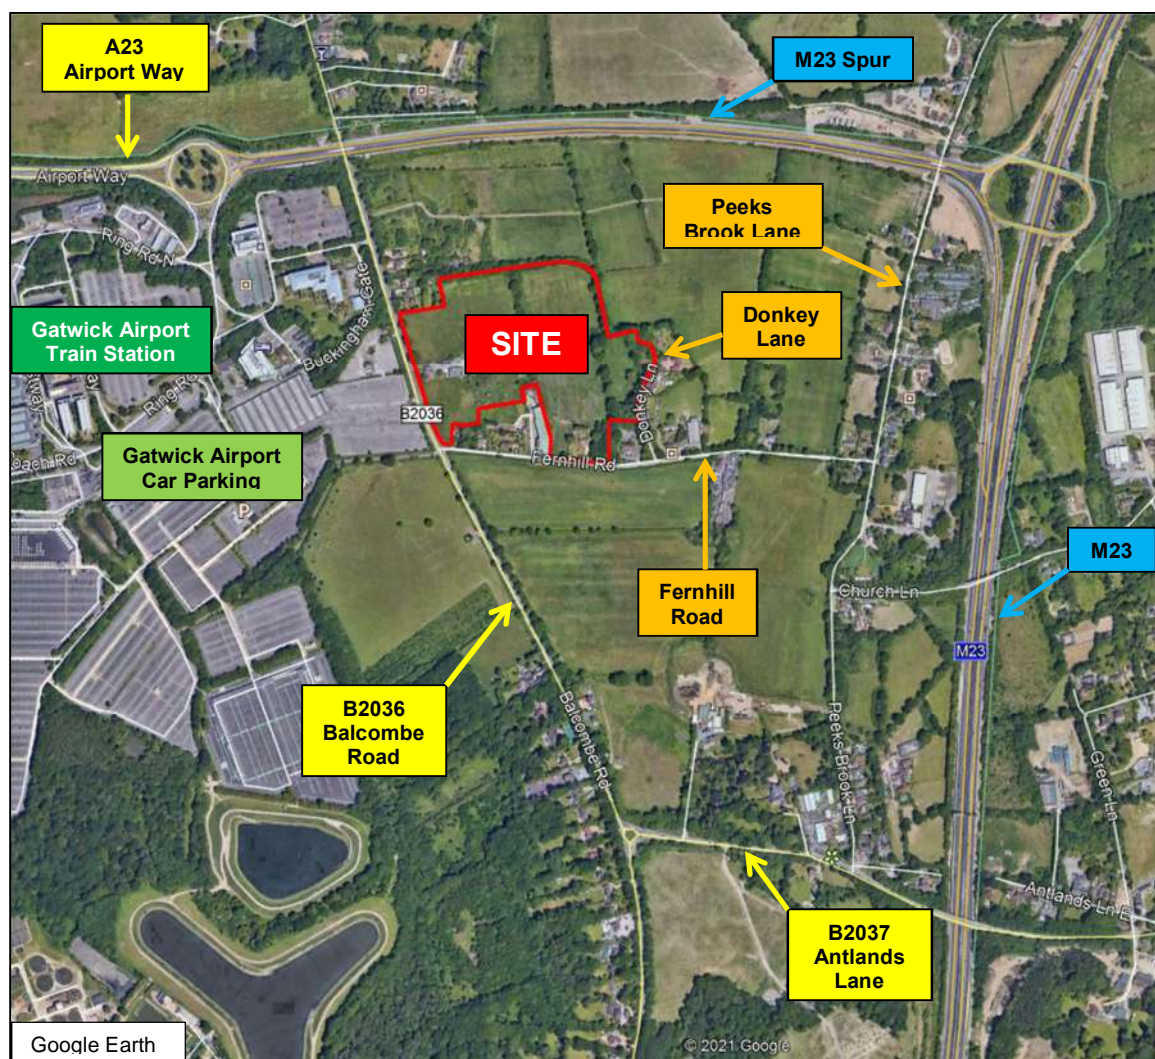 A23
Airport Way
M23 Spur
Airport Way
Ring Rd N
Peeks
Brook Lane
Buckingham Gate
Gatwick Airport
Train Station
SITE
Donkey
Lane
Donkey Ln
Ring Ro
B2036
Fernhill Rd
Gatwick Airport
Car Parking
P
M23
Fernhill
Road
Church Ln
M23
B2036
Balcombe
Road
Balcombe Rd
Peeks Brook Ln
Green Ln
Antlands Ln E
B2037
Antlands
Lane
Google Earth
© 2021 Google